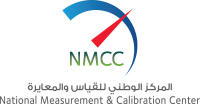 NMCC
المركز الوطني للقياس والمعايرة
National Measurement & Calibration Center